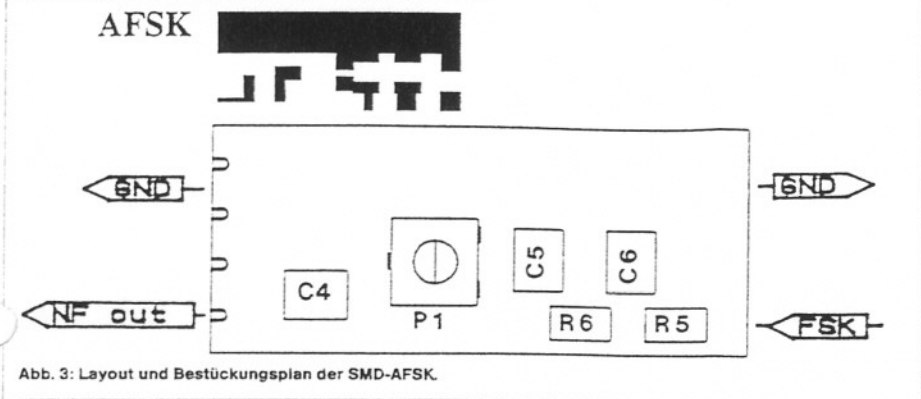 AFSK
GND
GND
C4
P1
C5
C6
R6
R5
NF out
FSK
Abb. 3: Layout und Bestückungsplan der SMD-AFSK.